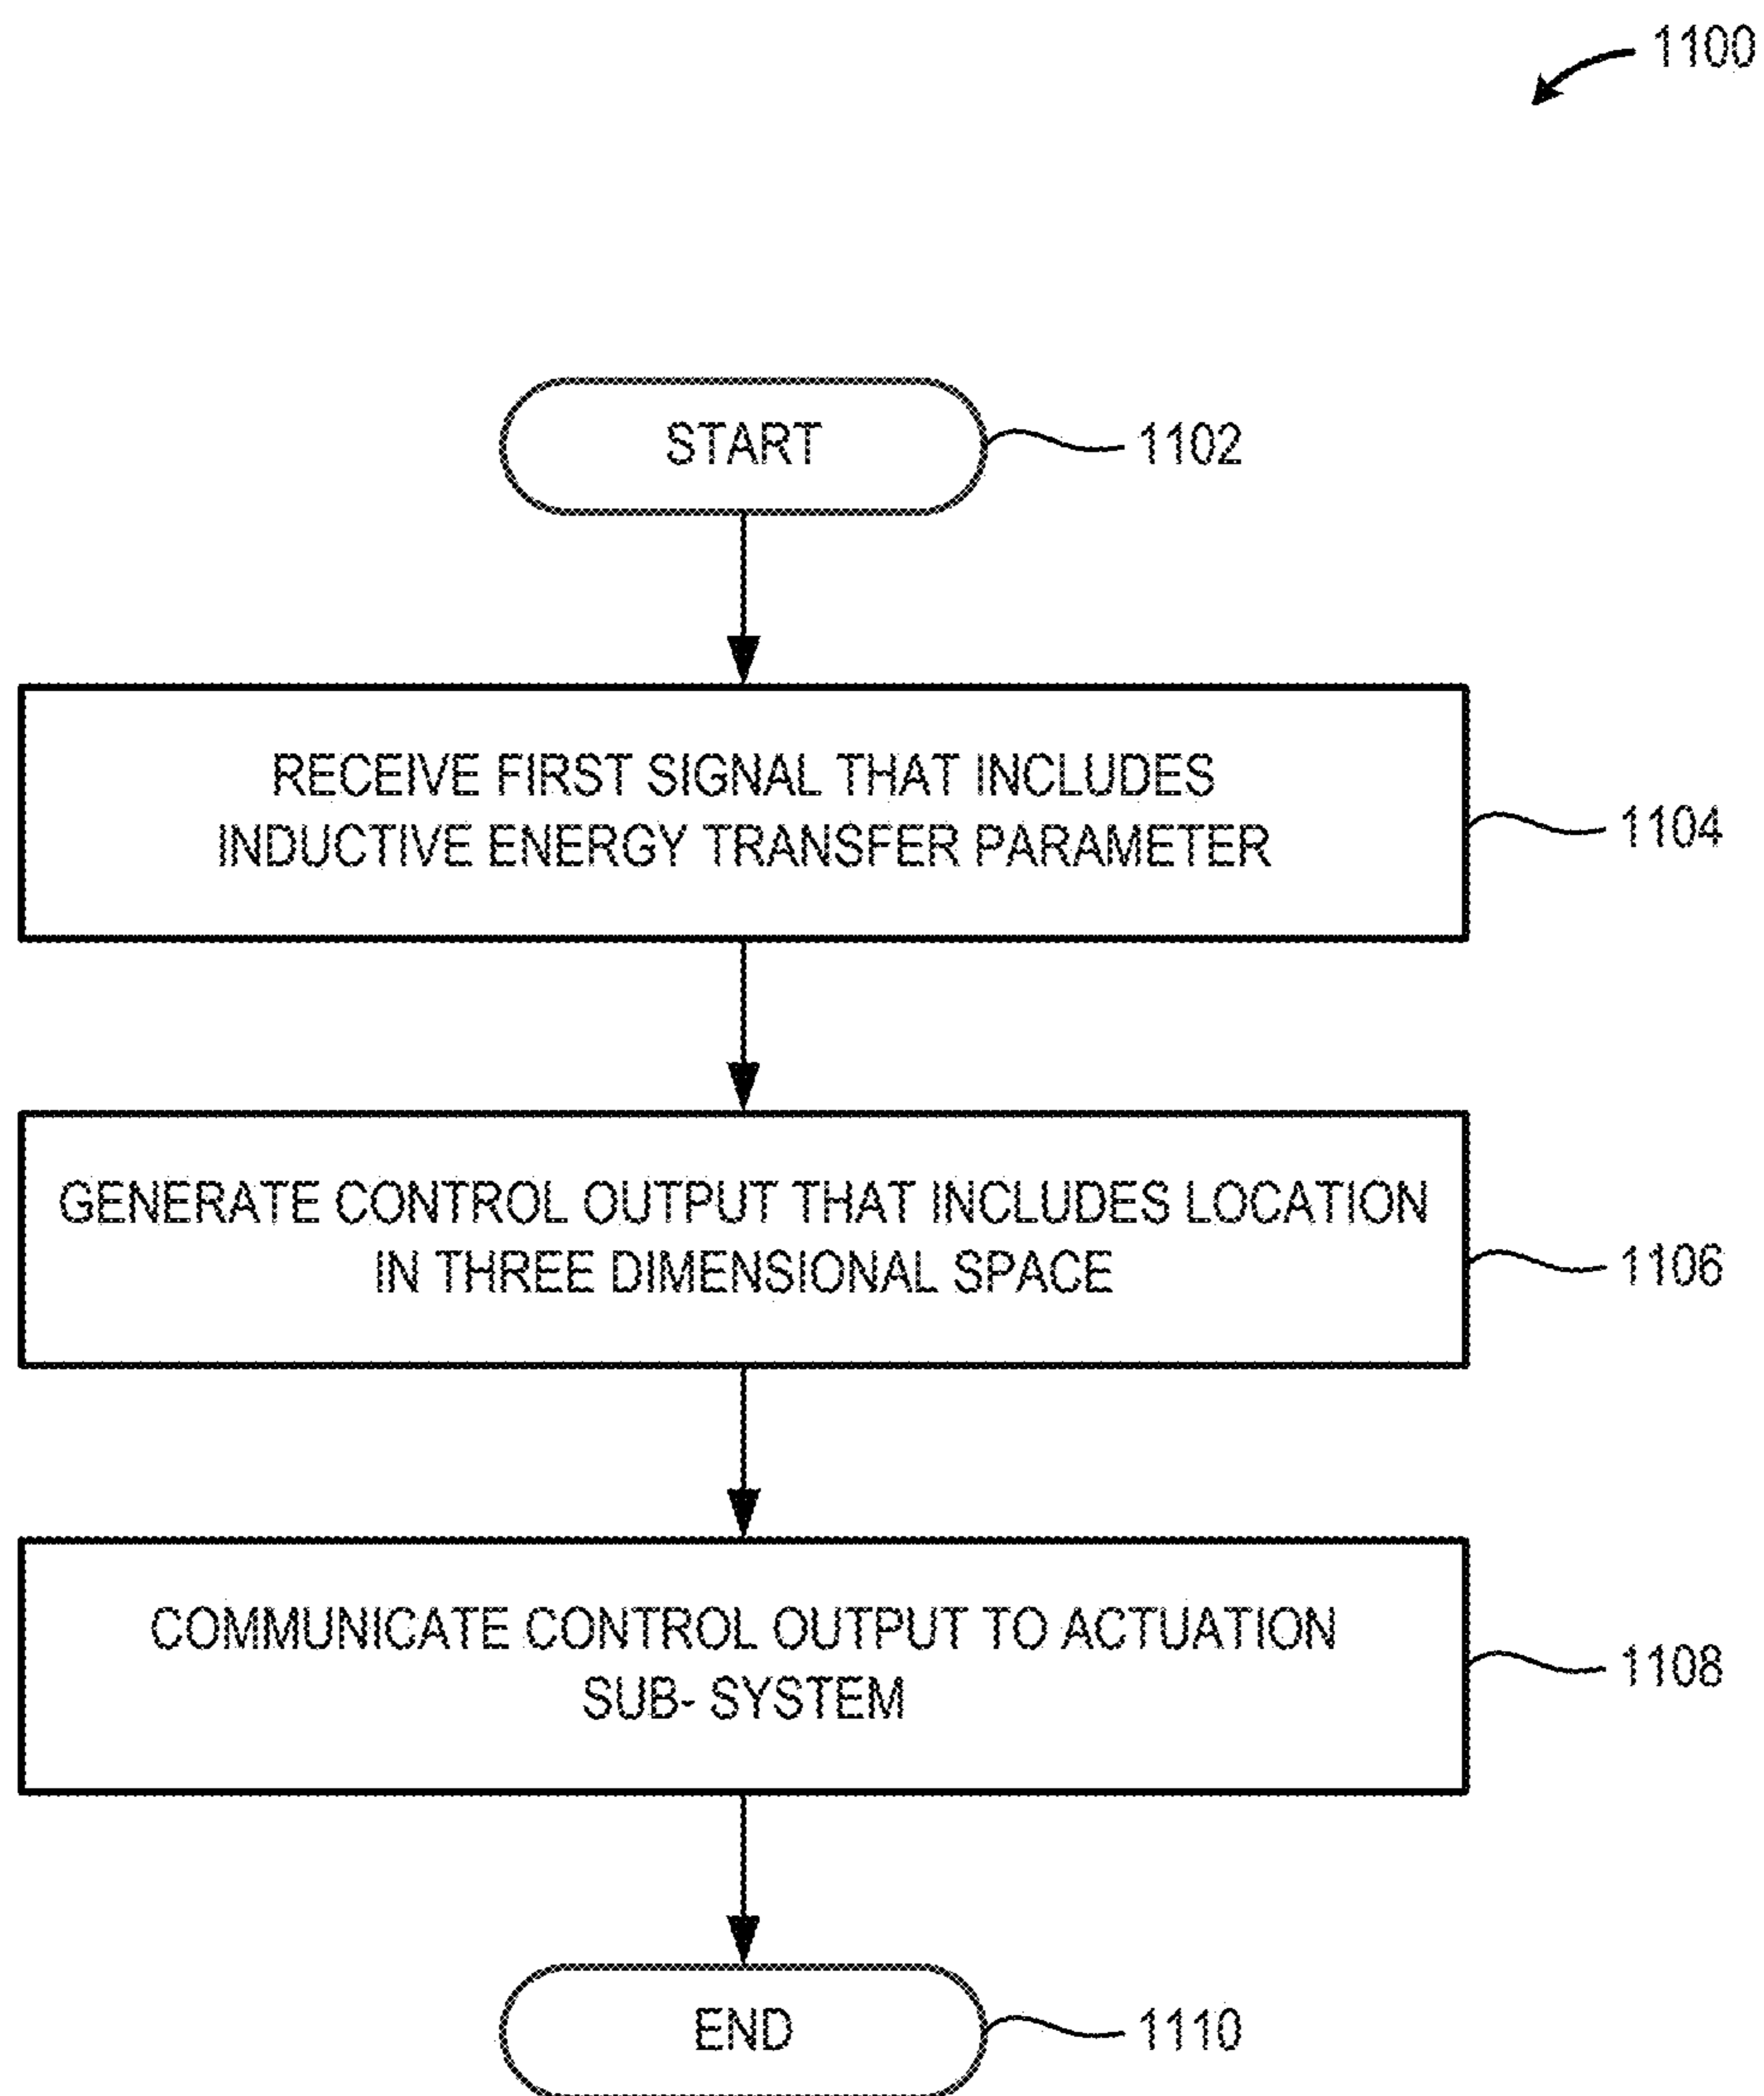 1100
START
1102
RECEIVE FIRST SIGNAL THAT INCLUDES
INDUCTIVE ENERGY TRANSFER PARAMETER
1104
GENERATE CONTROL OUTPUT THAT INCLUDES LOCATION
IN THREE DIMENSIONAL SPACE
1106
COMMUNICATE CONTROL OUTPUT TO ACTUATION
SUB- SYSTEM
1108
END
1110